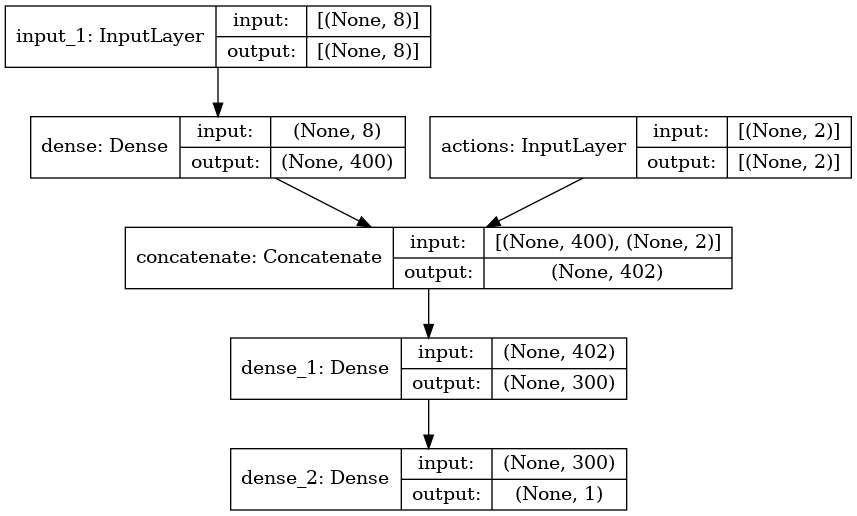 input_1: InputLayer
input: [(None, 8)]
output: [(None, 8)]
dense: Dense
input: (None, 8)
output: (None, 400)
actions: InputLayer
input: [(None, 2)]
output: [(None, 2)]
concatenate: Concatenate
input: [(None, 400), (None, 2)]
output: (None, 402)
dense_1: Dense
input: (None, 402)
output: (None, 300)
dense_2: Dense
input: (None, 300)
output: (None, 1)